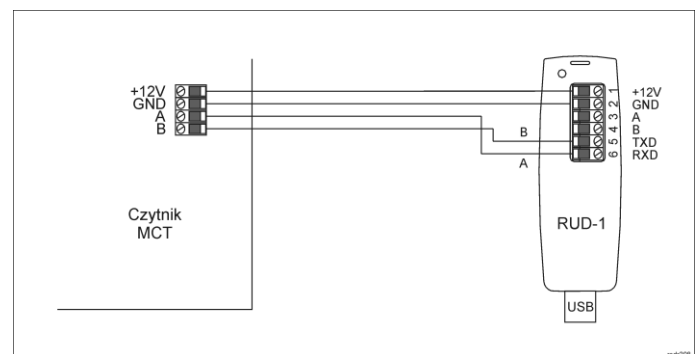 +12V
GND
A
B
Czytnik
MCT
B
A
1
2
3
4
5
6
+12V
GND
A
B
TXD
RXD
RUD-1
USB